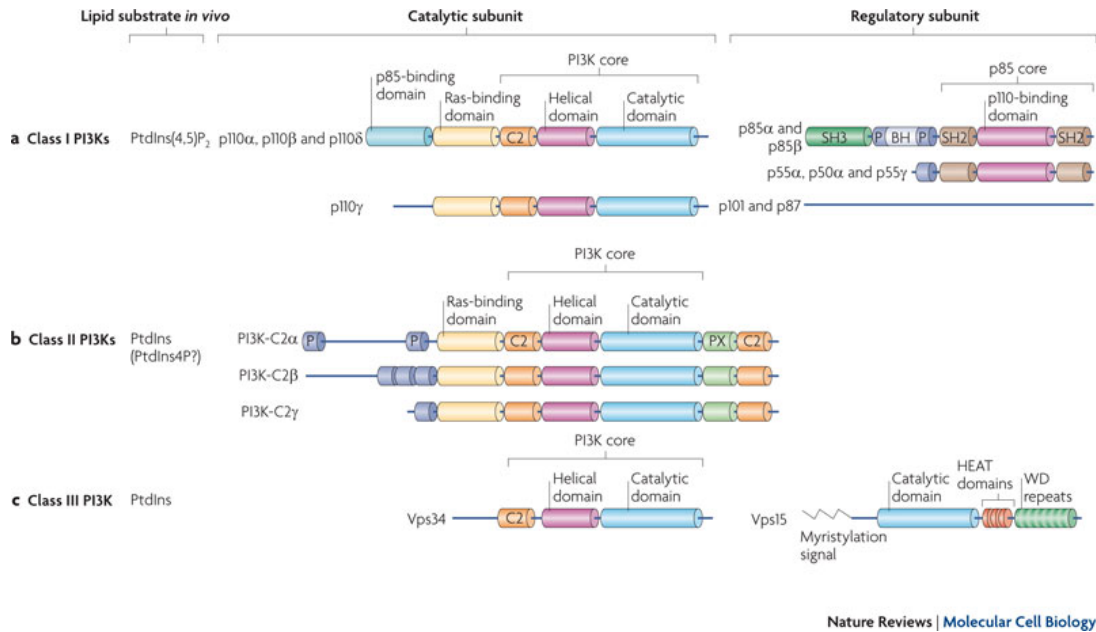 Lipid substrate in vivo
Catalytic subunit
Regulatory subunit
PI3K core
p85 core
p85-binding
domain
Ras-binding
domain
Helical
domain
Catalytic
domain
p110-binding
domain
a Class I PI3Ks
PtdIns(4,5)P2
p110α, p110β and p110δ
C2
p85α and
p85β
SH3
P
BH
P
SH2
SH2
p55α, p50α and p55γ
p110γ
p101 and p87
PI3K core
Ras-binding
domain
Helical
domain
Catalytic
domain
b Class II PI3Ks
PtdIns
(PtdIns4P?)
PI3K-C2α
P
P
C2
PX
C2
PI3K-C2β
PI3K-C2γ
PI3K core
Helical
domain
Catalytic
domain
Catalytic
domain
HEAT
domains
WD
repeats
c Class III PI3K
PtdIns
Vps34
C2
Vps15
Myristylation
signal
Nature Reviews | Molecular Cell Biology